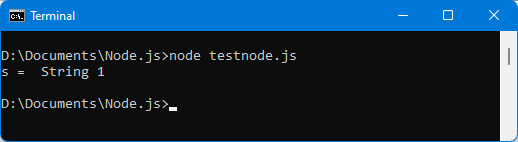 Terminal
D:\Documents\Node.js>node testnode.js
s =  String 1
D:\Documents\Node.js>